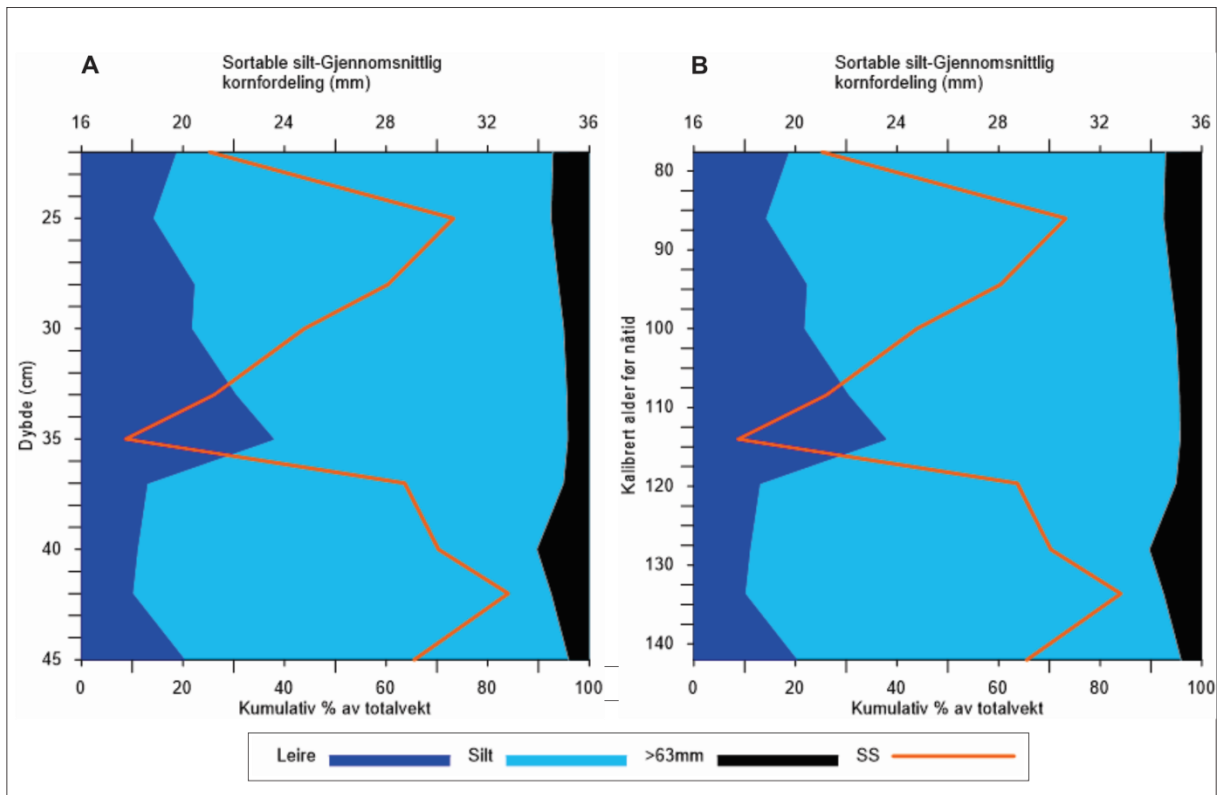 A
Sortable silt-Gjennomsnittlig
kornfordeling (mm)
16 20 24 28 32 36
Dybde (cm)
25
30
35
40
45
0 20 40 60 80 100
Kumulativ % av totalvekt
B
Sortable silt-Gjennomsnittlig
kornfordeling (mm)
16 20 24 28 32 36
Kalibrert alder før nåtid
80
90
100
110
120
130
140
0 20 40 60 80 100
Kumulativ % av totalvekt
Leire Silt >63mm SS